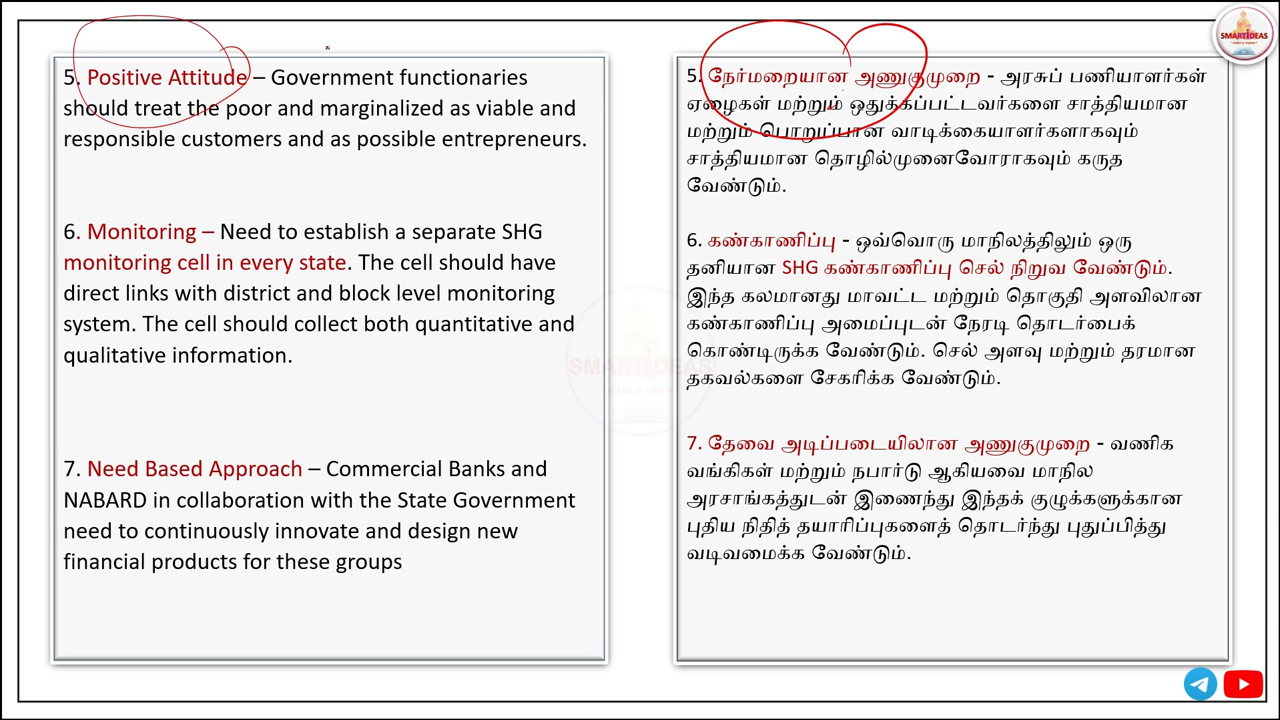 5. Positive Attitude – Government functionaries
should treat the poor and marginalized as viable and
responsible customers and as possible entrepreneurs.
6. Monitoring – Need to establish a separate SHG
monitoring cell in every state. The cell should have
direct links with district and block level monitoring
system. The cell should collect both quantitative and
qualitative information.
7. Need Based Approach – Commercial Banks and
NABARD in collaboration with the State Government
need to continuously innovate and design new
financial products for these groups
5. நேர்மறையான அணுகுமுறை - அரசுப் பணியாளர்கள்
ஏழைகள் மற்றும் ஒதுக்கப்பட்டவர்களை சாத்தியமான
மற்றும் பொறுப்பான வாடிக்கையாளர்களாகவும்
சாத்தியமான தொழில்முனைவோராகவும் கருத
வேண்டும்.
6. கண்காணிப்பு - ஒவ்வொரு மாநிலத்திலும் ஒரு
தனியான SHG கண்காணிப்பு செல் நிறுவ வேண்டும்.
இந்த கலமானது மாவட்ட மற்றும் தொகுதி அளவிலான
கண்காணிப்பு அமைப்புடன் நேரடி தொடர்பைக்
கொண்டிருக்க வேண்டும். செல் அளவு மற்றும் தரமான
தகவல்களை சேகரிக்க வேண்டும்.
7. தேவை அடிப்படையிலான அணுகுமுறை - வணிக
வங்கிகள் மற்றும் நபார்டு ஆகியவை மாநில
அரசாங்கத்துடன் இணைந்து இந்தக் குழுக்களுக்கான
புதிய நிதித் தயாரிப்புகளைத் தொடர்ந்து புதுப்பித்து
வடிவமைக்க வேண்டும்.
SMARTIDEAS
SMARTIDEAS